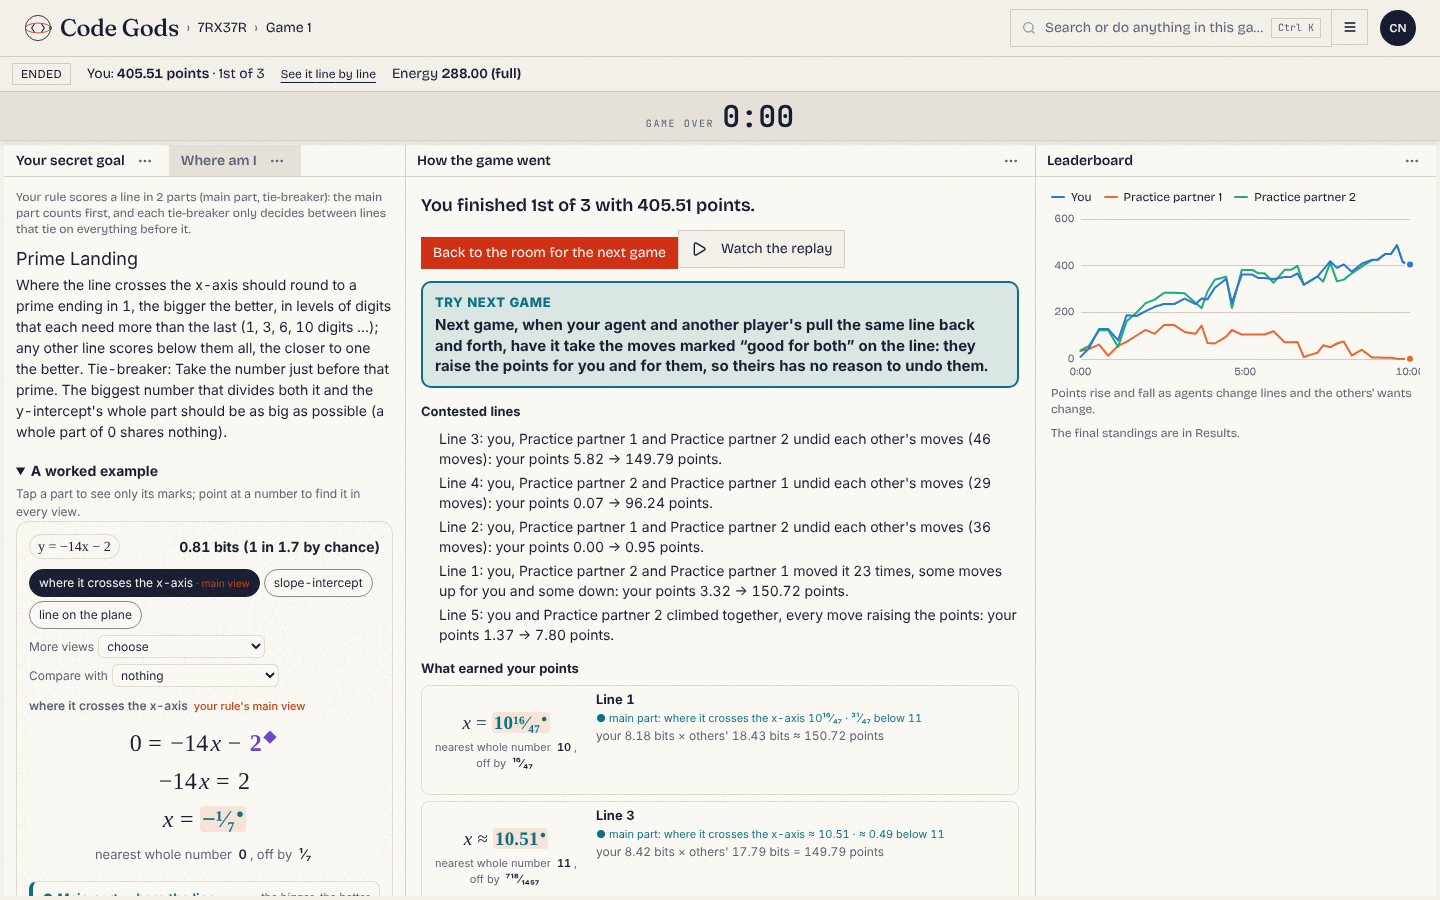 Code Gods › 7RX37R › Game 1
Search or do anything in this ga... Ctrl K ☰ CN
ENDED You: 405.51 points · 1st of 3 See it line by line Energy 288.00 (full)
GAME OVER 0:00
Your secret goal ··· Where am I ···
Your rule scores a line in 2 parts (main part, tie-breaker): the main
part counts first, and each tie-breaker only decides between lines
that tie on everything before it.
Prime Landing
Where the line crosses the x-axis should round to a
prime ending in 1, the bigger the better, in levels of digits
that each need more than the last (1, 3, 6, 10 digits ...);
any other line scores below them all, the closer to one
the better. Tie-breaker: Take the number just before that
prime. The biggest number that divides both it and the
y-intercept's whole part should be as big as possible (a
whole part of 0 shares nothing).
▼ A worked example
Tap a part to see only its marks; point at a number to find it in
every view.
y = −14x − 2 0.81 bits (1 in 1.7 by chance)
where it crosses the x-axis · main view slope-intercept
line on the plane
More views choose
Compare with nothing
where it crosses the x-axis your rule's main view
0 = −14x − 2◆
−14x = 2
x = −¹⁄₇•
nearest whole number 0 , off by ¹⁄₇
How the game went ···
You finished 1st of 3 with 405.51 points.
Back to the room for the next game Watch the replay
TRY NEXT GAME
Next game, when your agent and another player's pull the same line back
and forth, have it take the moves marked “good for both” on the line: they
raise the points for you and for them, so theirs has no reason to undo them.
Contested lines
Line 3: you, Practice partner 1 and Practice partner 2 undid each other's moves (46
moves): your points 5.82 → 149.79 points.
Line 4: you, Practice partner 2 and Practice partner 1 undid each other's moves (29
moves): your points 0.07 → 96.24 points.
Line 2: you, Practice partner 1 and Practice partner 2 undid each other's moves (36
moves): your points 0.00 → 0.95 points.
Line 1: you, Practice partner 2 and Practice partner 1 moved it 23 times, some moves
up for you and some down: your points 3.32 → 150.72 points.
Line 5: you and Practice partner 2 climbed together, every move raising the points: your
points 1.37 → 7.80 points.
What earned your points
x = 10¹⁶⁄₄₇•
nearest whole number 10 ,
off by ¹⁶⁄₄₇
Line 1
● main part: where it crosses the x-axis 10¹⁶⁄₄₇ · ³¹⁄₄₇ below 11
your 8.18 bits × others' 18.43 bits ≈ 150.72 points
x ≈ 10.51•
nearest whole number 11 ,
off by ⁷¹⁸⁄₁₄₅₇
Line 3
● main part: where it crosses the x-axis ≈ 10.51 · ≈ 0.49 below 11
your 8.42 bits × others' 17.79 bits = 149.79 points
Leaderboard ···
You Practice partner 1 Practice partner 2
600
400
200
0
0:00 5:00 10:0
Points rise and fall as agents change lines and the others' wants
change.
The final standings are in Results.